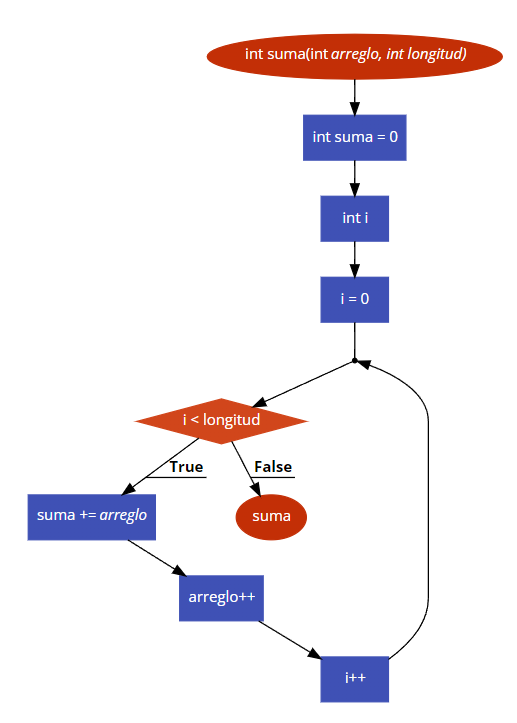 int suma(int arreglo, int longitud)
int suma = 0
int i
i = 0
i < longitud
True
False
suma += arreglo
suma
arreglo++
i++